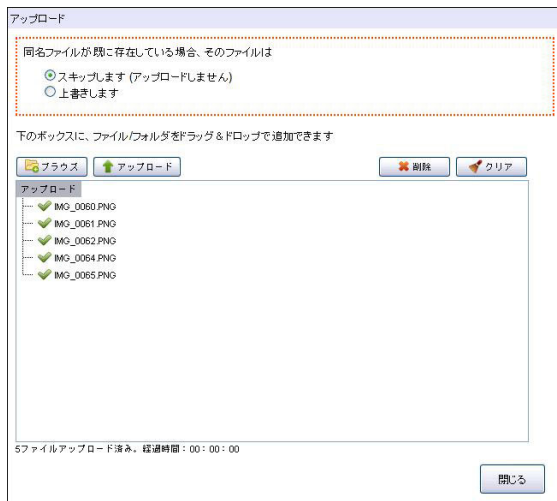 アップロード
同名ファイルが既に存在している場合、そのファイルは
スキップします (アップロードしません)
上書きします
下のボックスに、ファイル/フォルダをドラッグ&ドロップで追加できます
ブラウズ アップロード 削除 クリア
アップロード
IMG_0060.PNG
IMG_0061.PNG
IMG_0062.PNG
IMG_0064.PNG
IMG_0065.PNG
5ファイルアップロード済み。経過時間:00:00:00
閉じる